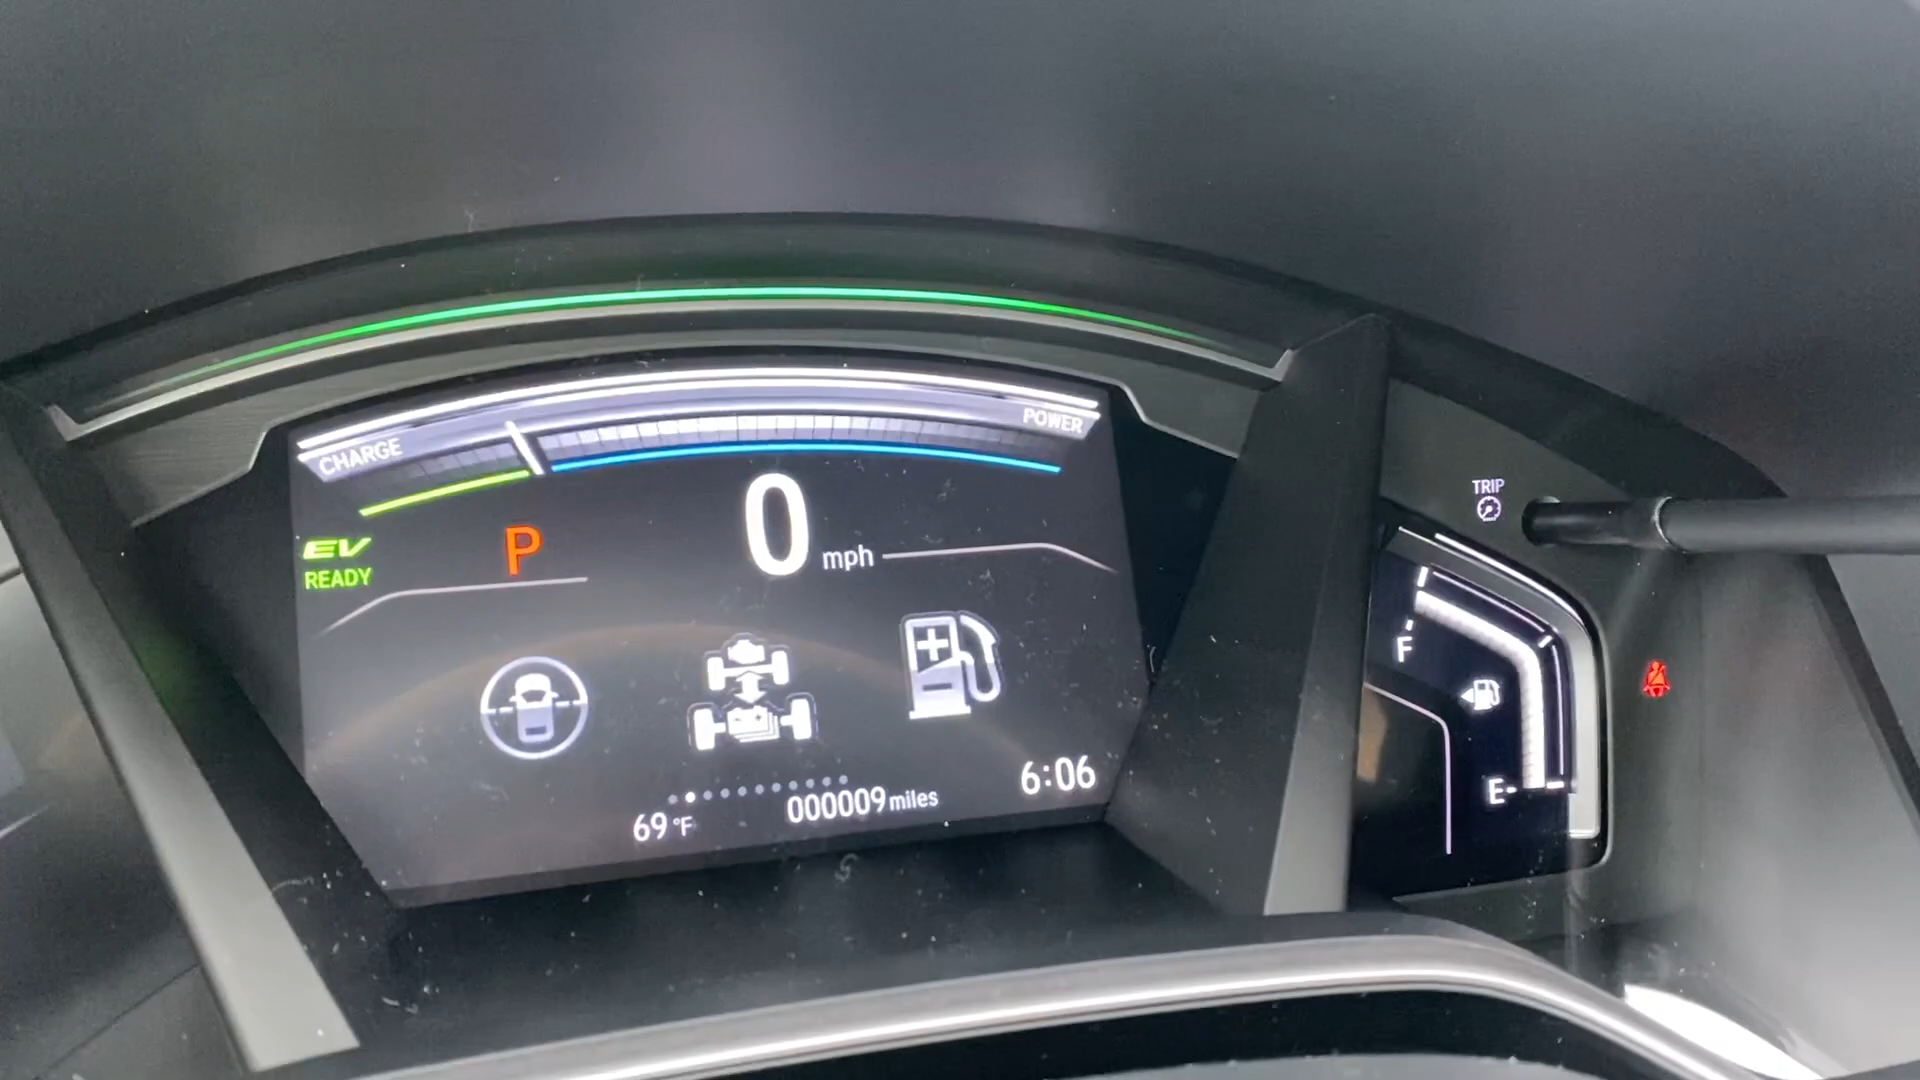 CHARGE
POWER
TRIP
0 mph
P
EV
READY
F
E
6:06
000009 miles
69 °F